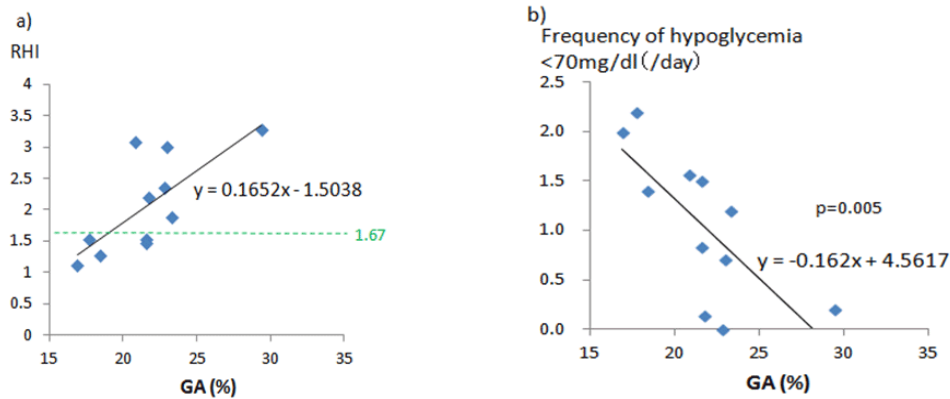 a)
RHI
4
3.5
3
2.5
2
1.5
1
0.5
0
y = 0.1652x - 1.5038
1.67
15 20 25 30 35
GA (%)
b)
Frequency of hypoglycemia
<70mg/dl(/day)
2.5
2.0
1.5
1.0
0.5
0.0
p=0.005
y = -0.162x + 4.5617
15 20 25 30 35
GA (%)